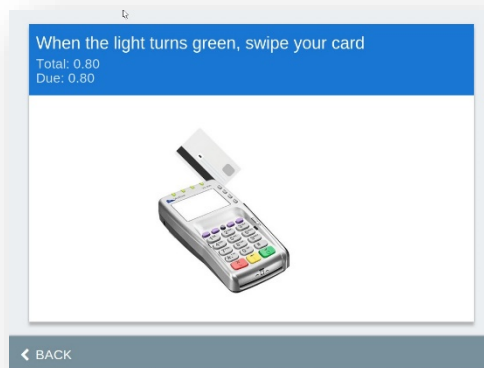 When the light turns green, swipe your card
Total: 0.80
Due: 0.80
BACK